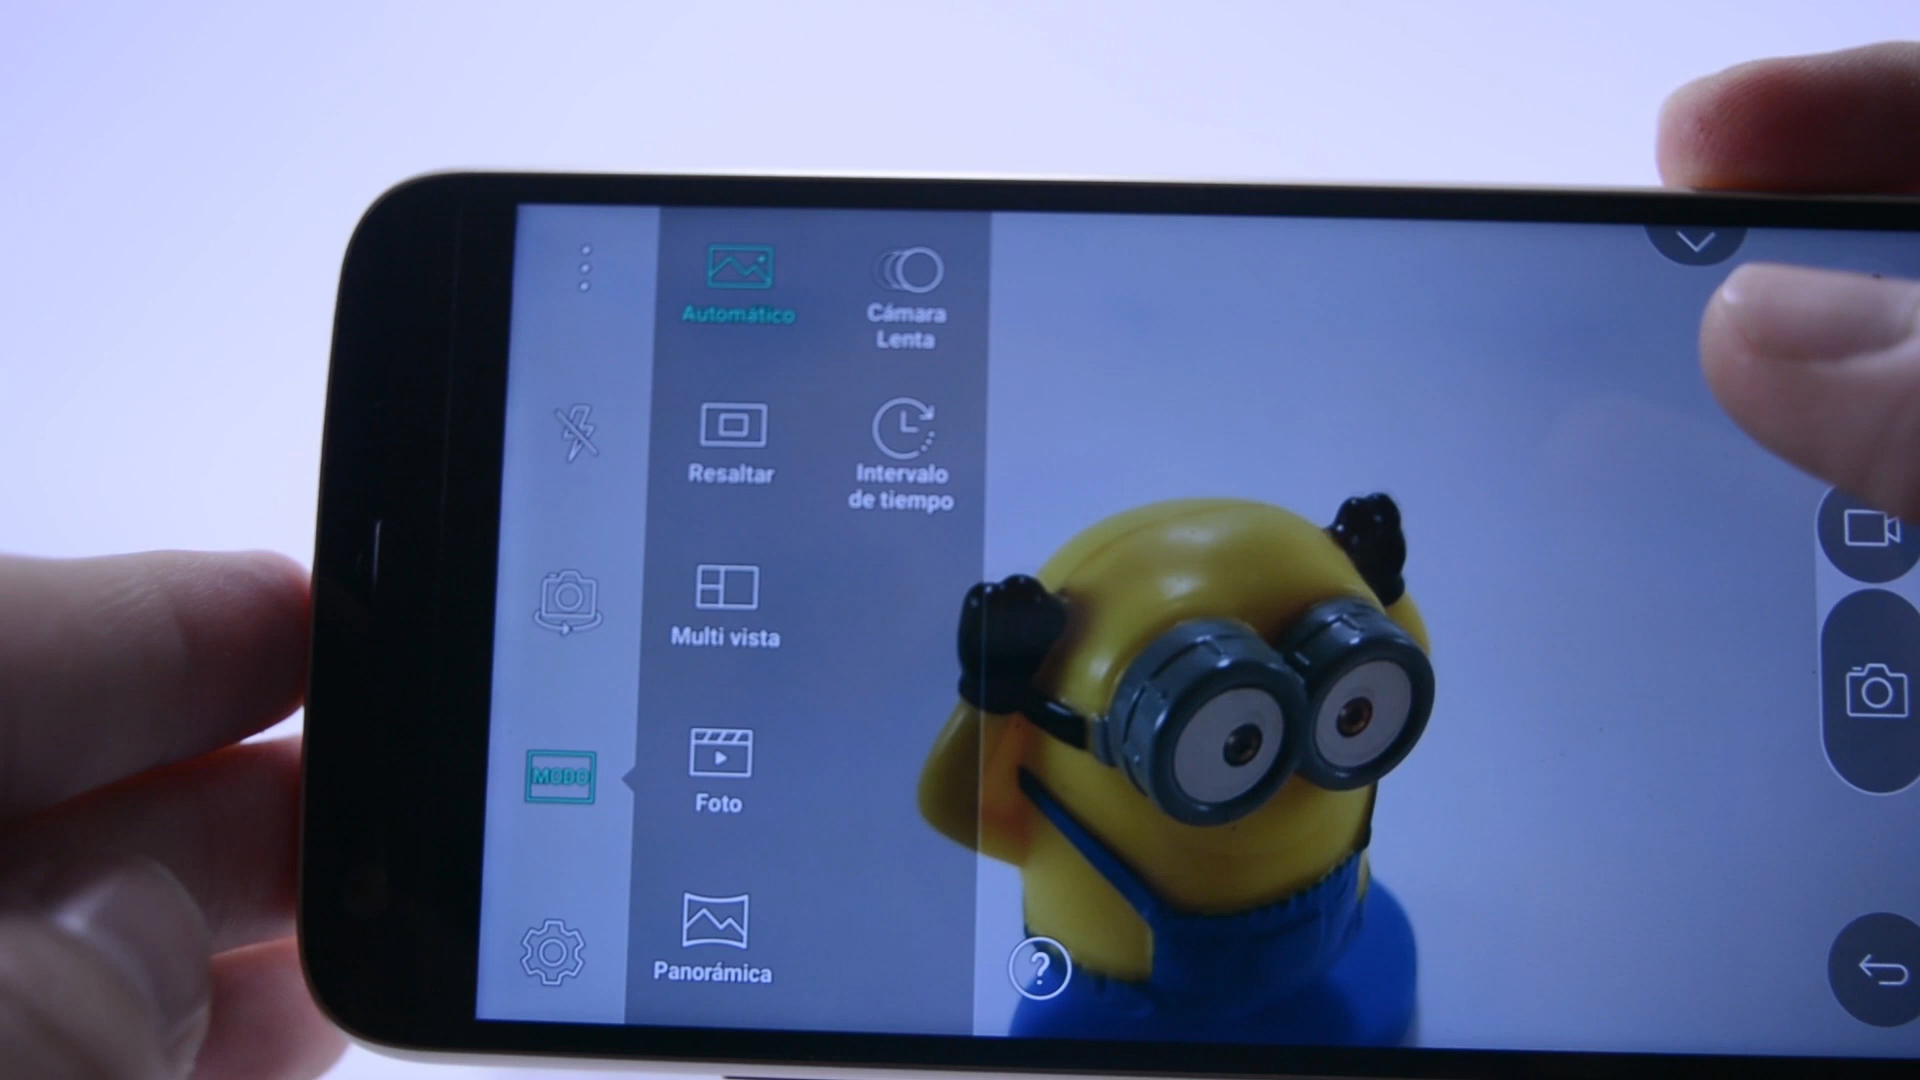 Automático
Cámara
Lenta
Resaltar
Intervalo
de tiempo
Multi vista
MODO
Foto
Panorámica
?